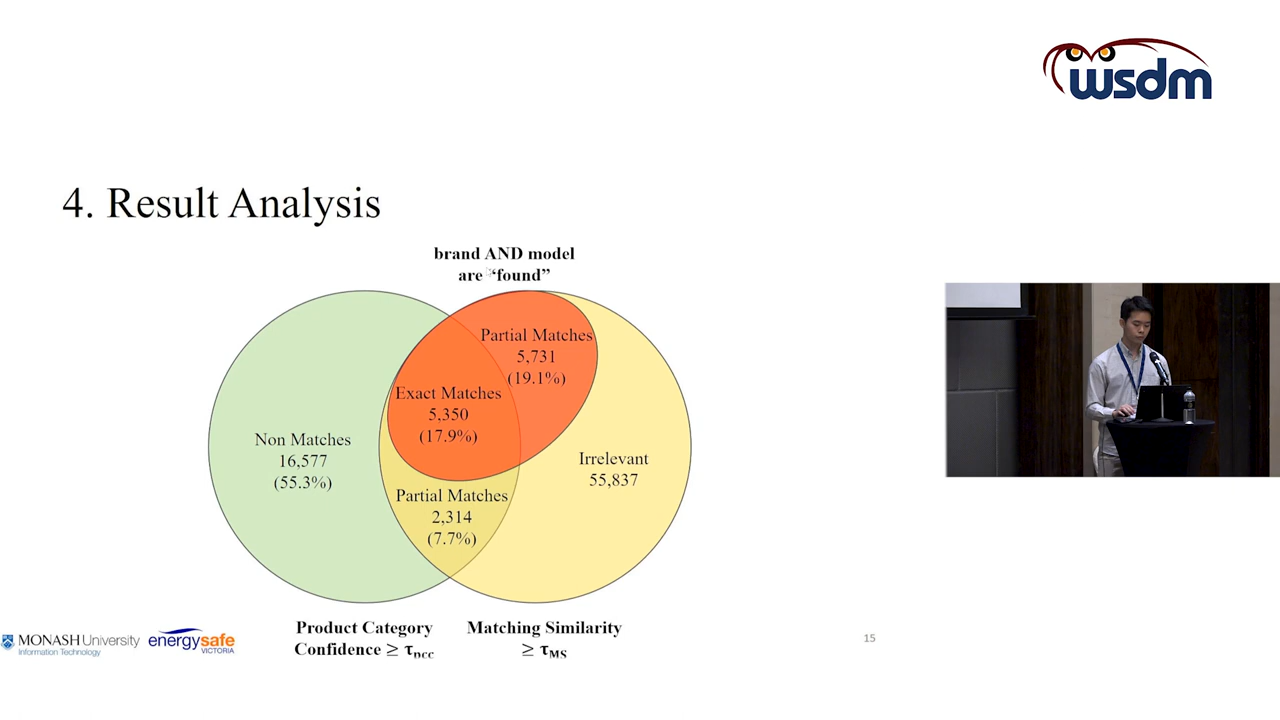 wsdm
4. Result Analysis
brand AND model
are “found”
Partial Matches
5,731
(19.1%)
Exact Matches
5,350
(17.9%)
Non Matches
16,577
(55.3%)
Irrelevant
55,837
Partial Matches
2,314
(7.7%)
Product Category
Confidence ≥ τpcc
Matching Similarity
≥ τMS
MONASH University
Information Technology
energysafe
VICTORIA
15